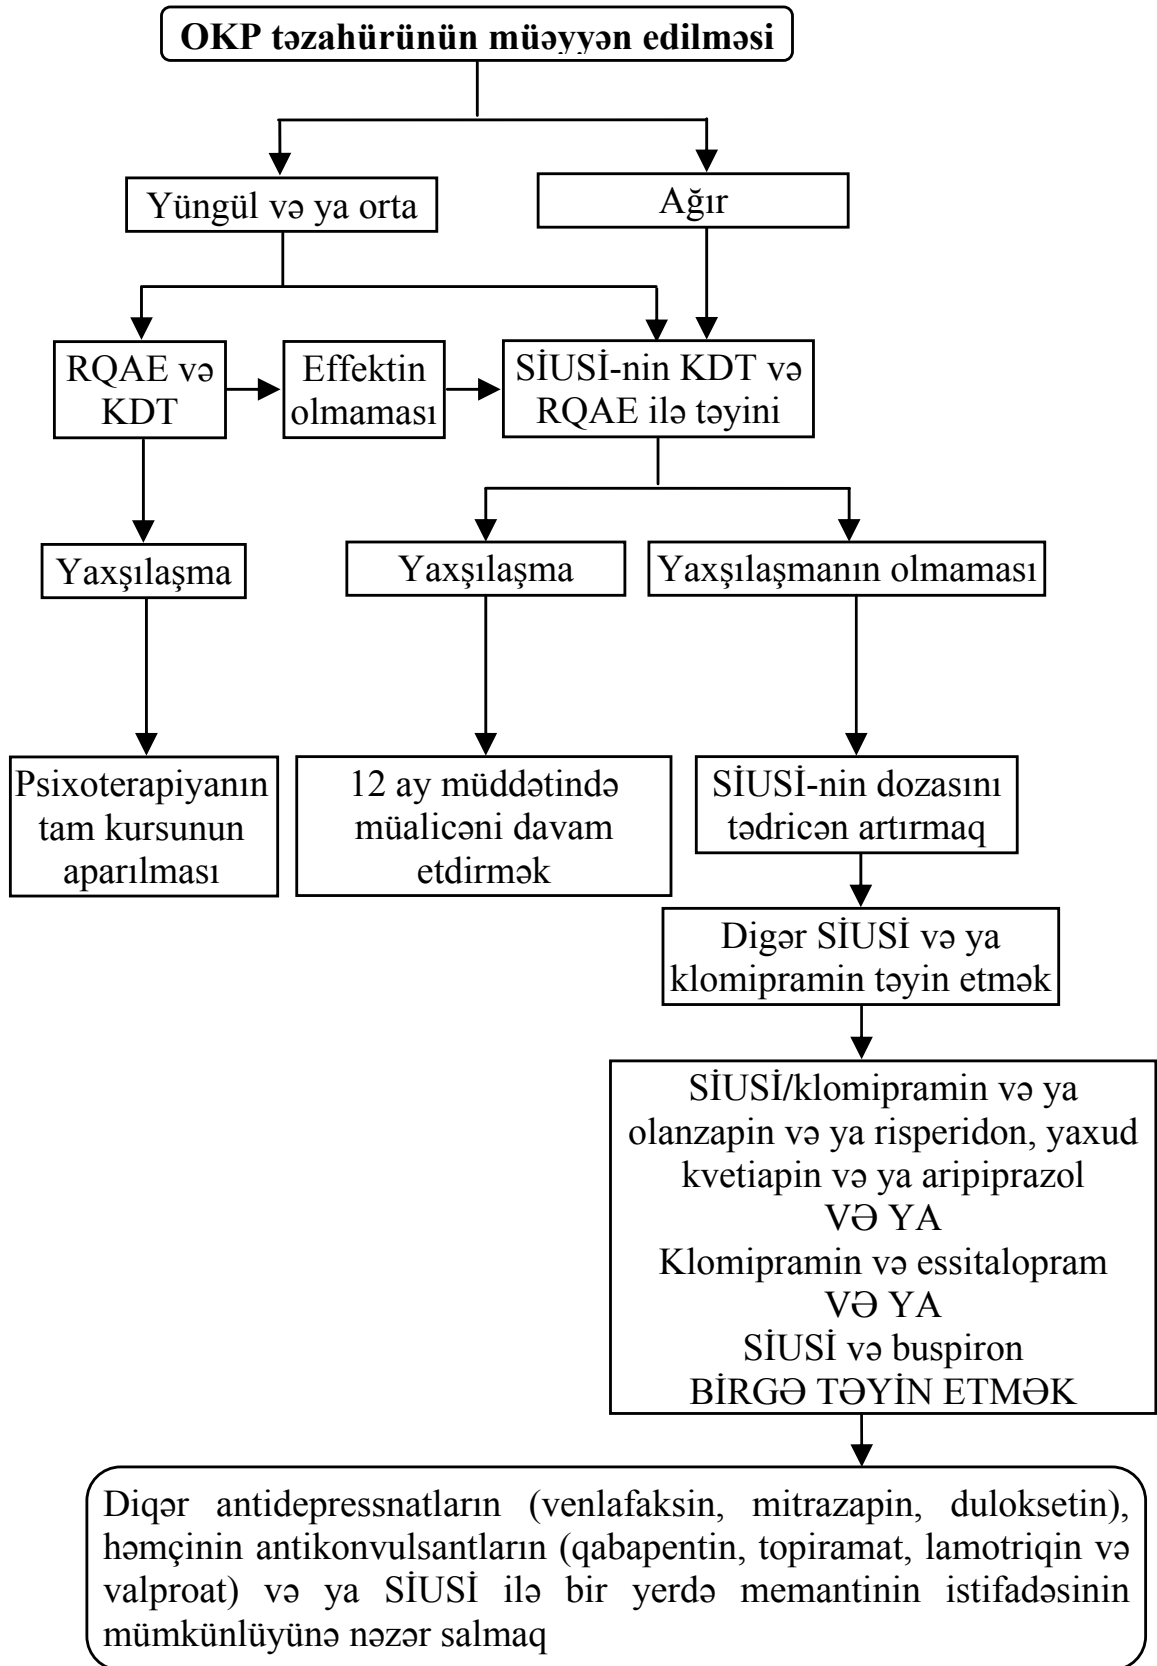 OKP təzahürünün müəyyən edilməsi
Yüngül və ya orta
Ağır
RQAE və
KDT
Effektin
olmaması
SİUSİ-nin KDT və
RQAE ilə təyini
Yaxşılaşma
Yaxşılaşma
Yaxşılaşmanın olmaması
Psixoterapiyanın
tam kursunun
aparılması
12 ay müddətində
müalicəni davam
etdirmək
SİUSİ-nin dozasını
tədricən artırmaq
Digər SİUSİ və ya
klomipramin təyin etmək
SİUSİ/klomipramin və ya
olanzapin və ya risperidon, yaxud
kvetiapin və ya aripiprazol
VƏ YA
Klomipramin və essitalopram
VƏ YA
SİUSİ və buspiron
BİRGƏ TƏYİN ETMƏK
Diqər antidepressnatların (venlafaksin, mitrazapin, duloksetin),
həmçinin antikonvulsantların (qabapentin, topiramat, lamotriqin və
valproat) və ya SİUSİ ilə bir yerdə memantinin istifadəsinin
mümkünlüyünə nəzər salmaq